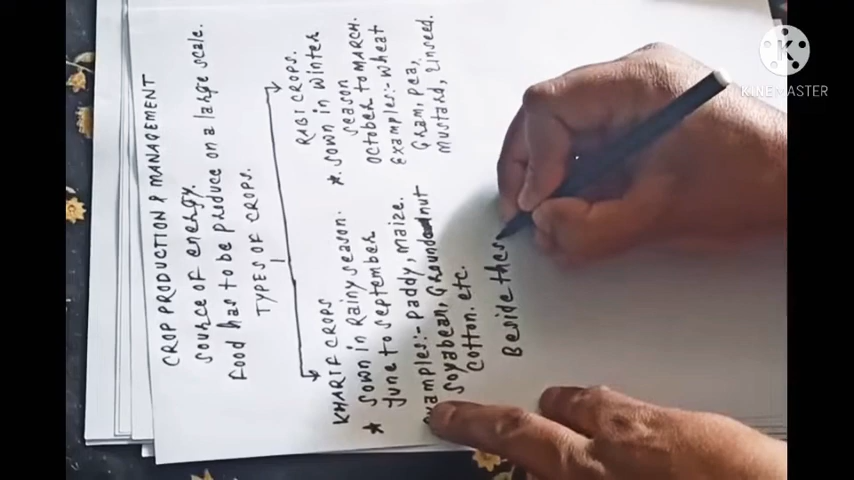 CROP PRODUCTION & MANAGEMENT
source of energy.
Food has to be produce on a large scale.
TYPES OF CROPS.
KHARIF CROPS
★ sown in Rainy season.
June to september
Examples:- Paddy, maize.
Soyabean, Groundnut
cotton. etc.
RABI CROPS.
★. sown in winter
season
October to MARCH.
Examples:- wheat
Gram, Pea,
mustard, Linseed.
Beside thes
KINEMASTER